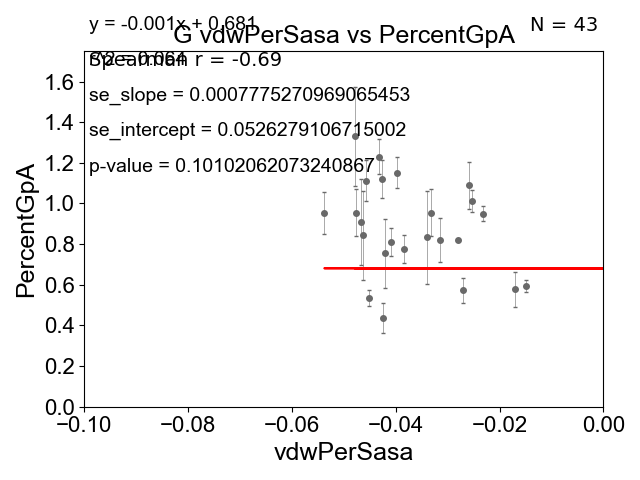 y = -0.001x + 0.681
G vdwPerSasa vs PercentGpA
N = 43
R^2 = 0.064
Spearman r = -0.69
se_slope = 0.0007775270969065453
se_intercept = 0.0526279106715002
p-value = 0.10102062073240867
PercentGpA
1.6
1.4
1.2
1.0
0.8
0.6
0.4
0.2
0.0
−0.10 −0.08 −0.06 −0.04 −0.02 0.00
vdwPerSasa